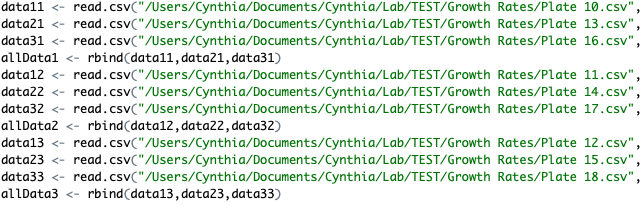 data11 <- read.csv("/Users/Cynthia/Documents/Cynthia/Lab/TEST/Growth Rates/Plate 10.csv",
data21 <- read.csv("/Users/Cynthia/Documents/Cynthia/Lab/TEST/Growth Rates/Plate 13.csv",
data31 <- read.csv("/Users/Cynthia/Documents/Cynthia/Lab/TEST/Growth Rates/Plate 16.csv",
allData1 <- rbind(data11,data21,data31)
data12 <- read.csv("/Users/Cynthia/Documents/Cynthia/Lab/TEST/Growth Rates/Plate 11.csv",
data22 <- read.csv("/Users/Cynthia/Documents/Cynthia/Lab/TEST/Growth Rates/Plate 14.csv",
data32 <- read.csv("/Users/Cynthia/Documents/Cynthia/Lab/TEST/Growth Rates/Plate 17.csv",
allData2 <- rbind(data12,data22,data32)
data13 <- read.csv("/Users/Cynthia/Documents/Cynthia/Lab/TEST/Growth Rates/Plate 12.csv",
data23 <- read.csv("/Users/Cynthia/Documents/Cynthia/Lab/TEST/Growth Rates/Plate 15.csv",
data33 <- read.csv("/Users/Cynthia/Documents/Cynthia/Lab/TEST/Growth Rates/Plate 18.csv",
allData3 <- rbind(data13,data23,data33)